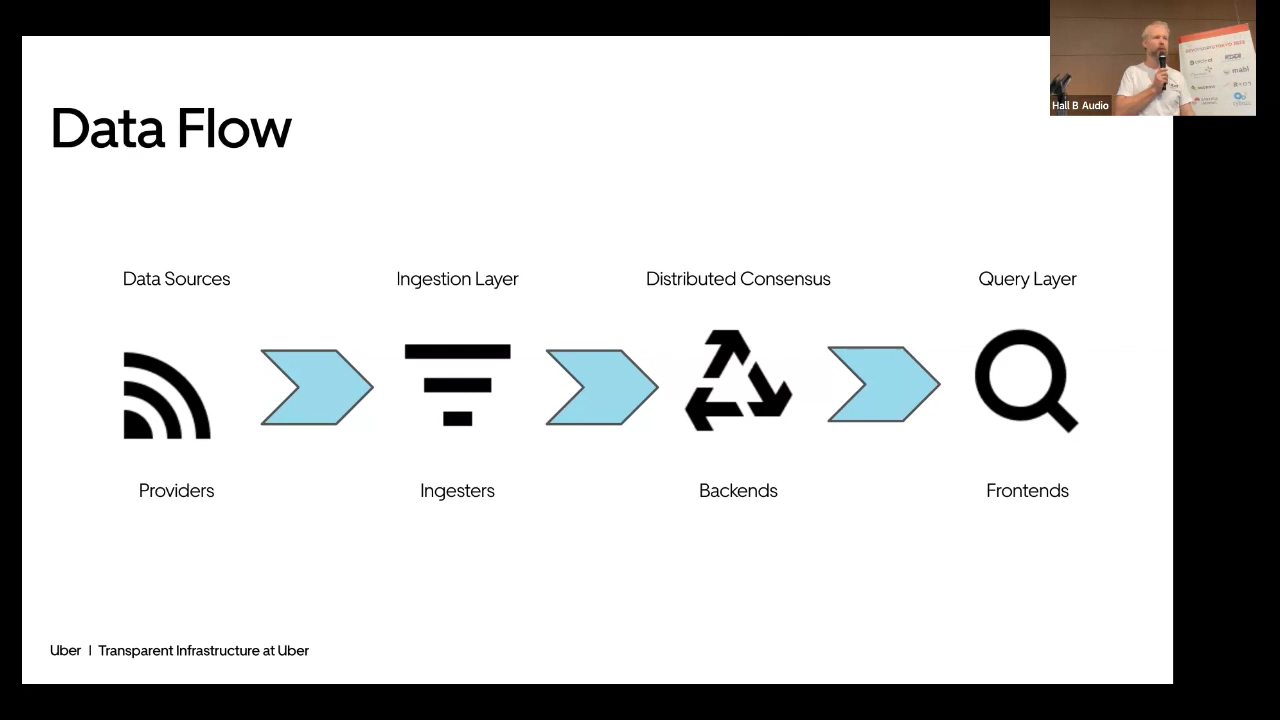 Data Flow
Data Sources
Ingestion Layer
Distributed Consensus
Query Layer
Providers
Ingesters
Backends
Frontends
Uber | Transparent Infrastructure at Uber
Hall B Audio
mabl